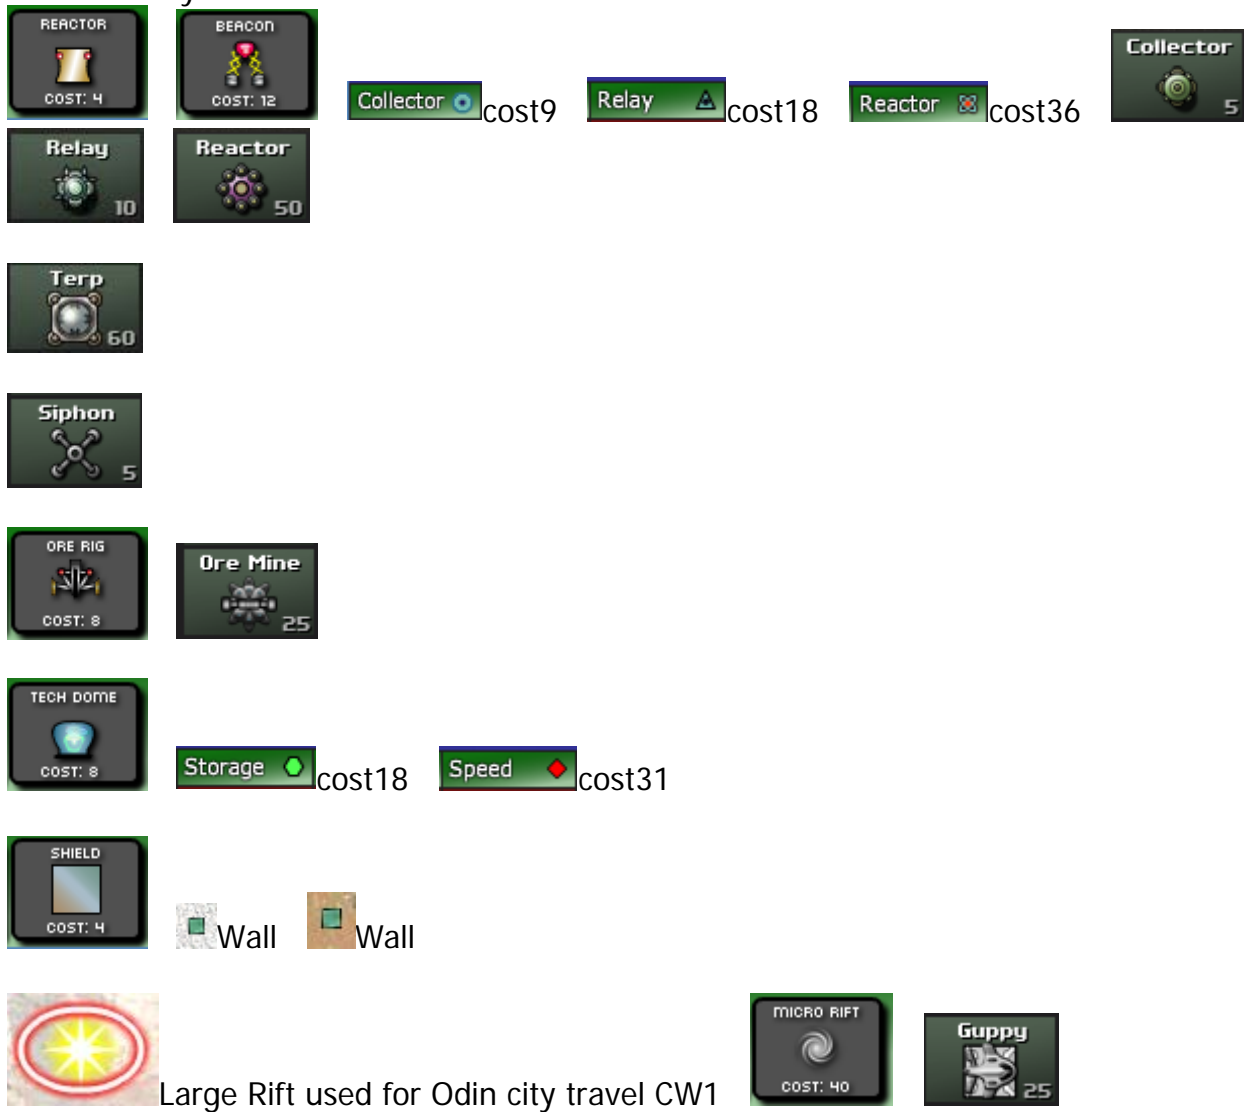 REACTOR
COST: 4
BEACON
COST: 12
Collector cost9
Relay cost18
Reactor cost36
Collector
5
Relay
10
Reactor
50
Terp
60
Siphon
5
ORE RIG
COST: 8
Ore Mine
25
TECH DOME
COST: 8
Storage cost18
Speed cost31
SHIELD
COST: 4
Wall
Wall
Large Rift used for Odin city travel CW1
MICRO RIFT
COST: 40
Guppy
25